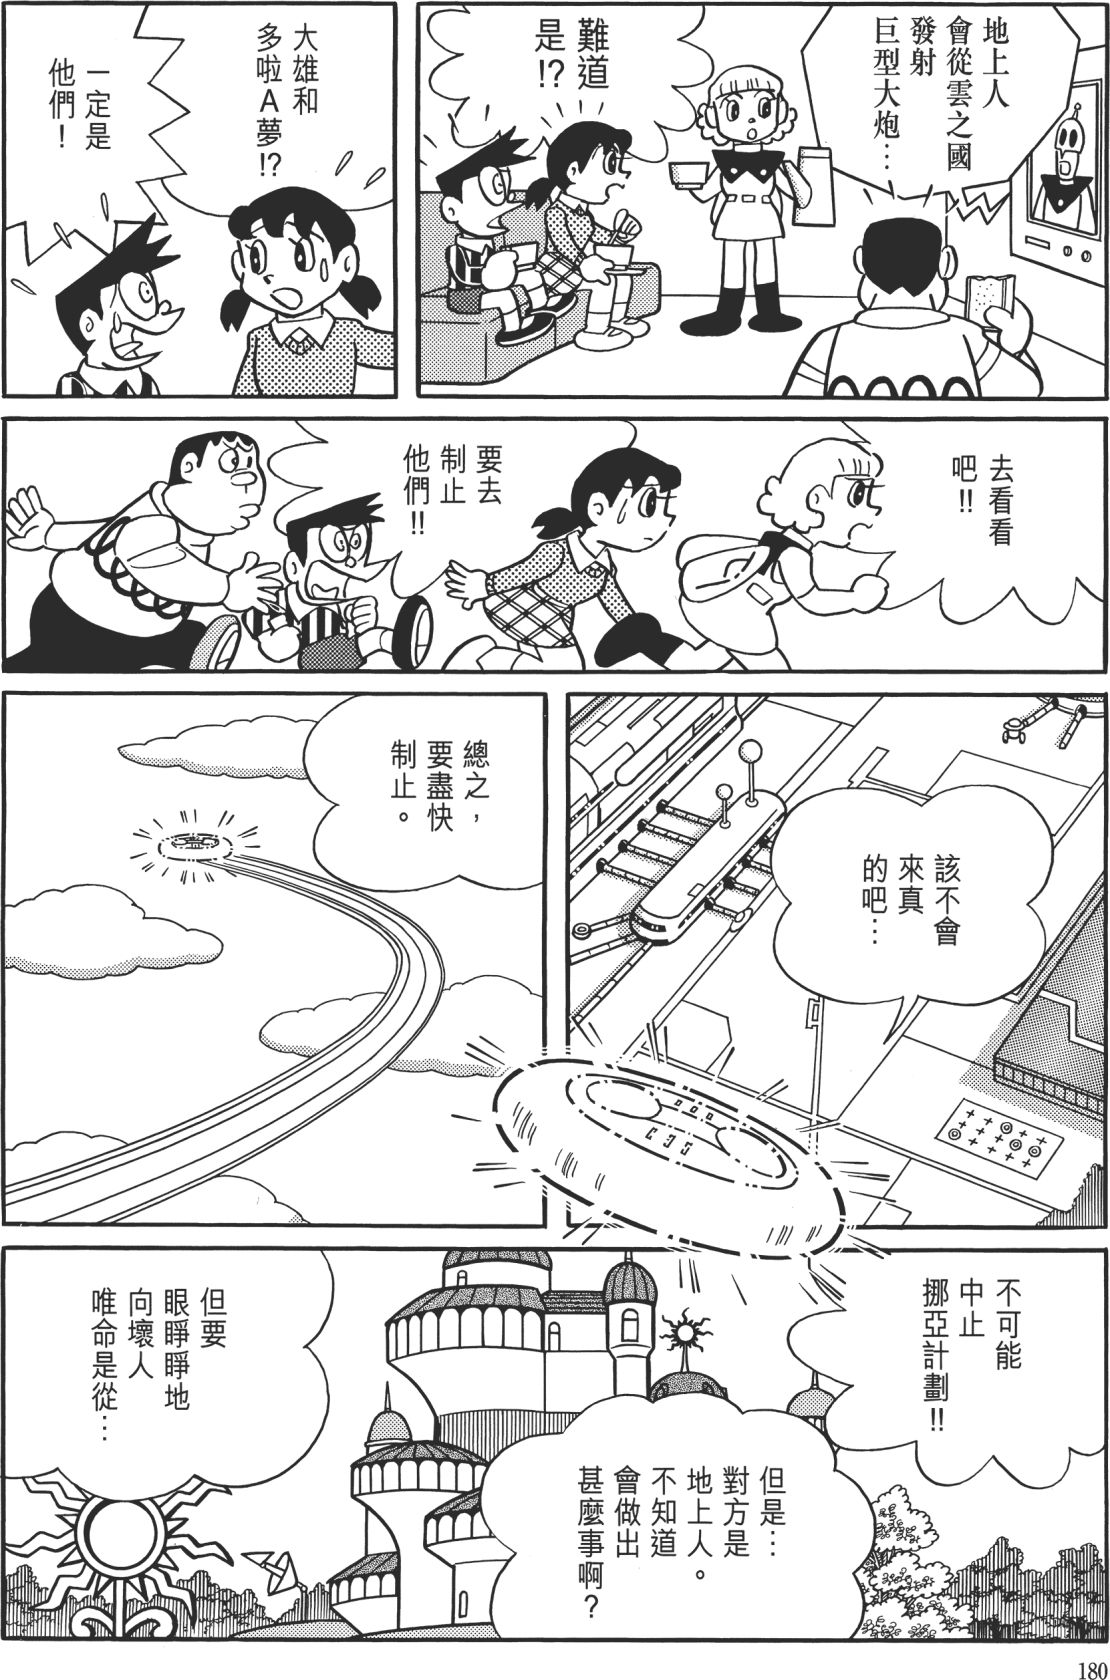 地上人
會從雲之國
發射
巨型大炮…
難道
是!?
大雄和
多啦A夢!?
一定是
他們！
去看看
吧!!
要去
制止
他們!!
該不會
來真
的吧…
總之，
要盡快
制止。
不可能
中止
挪亞計劃!!
但是…
對方是
地上人。
不知道
會做出
甚麼事啊？
但要
眼睜睜地
向壞人
唯命是從…
180